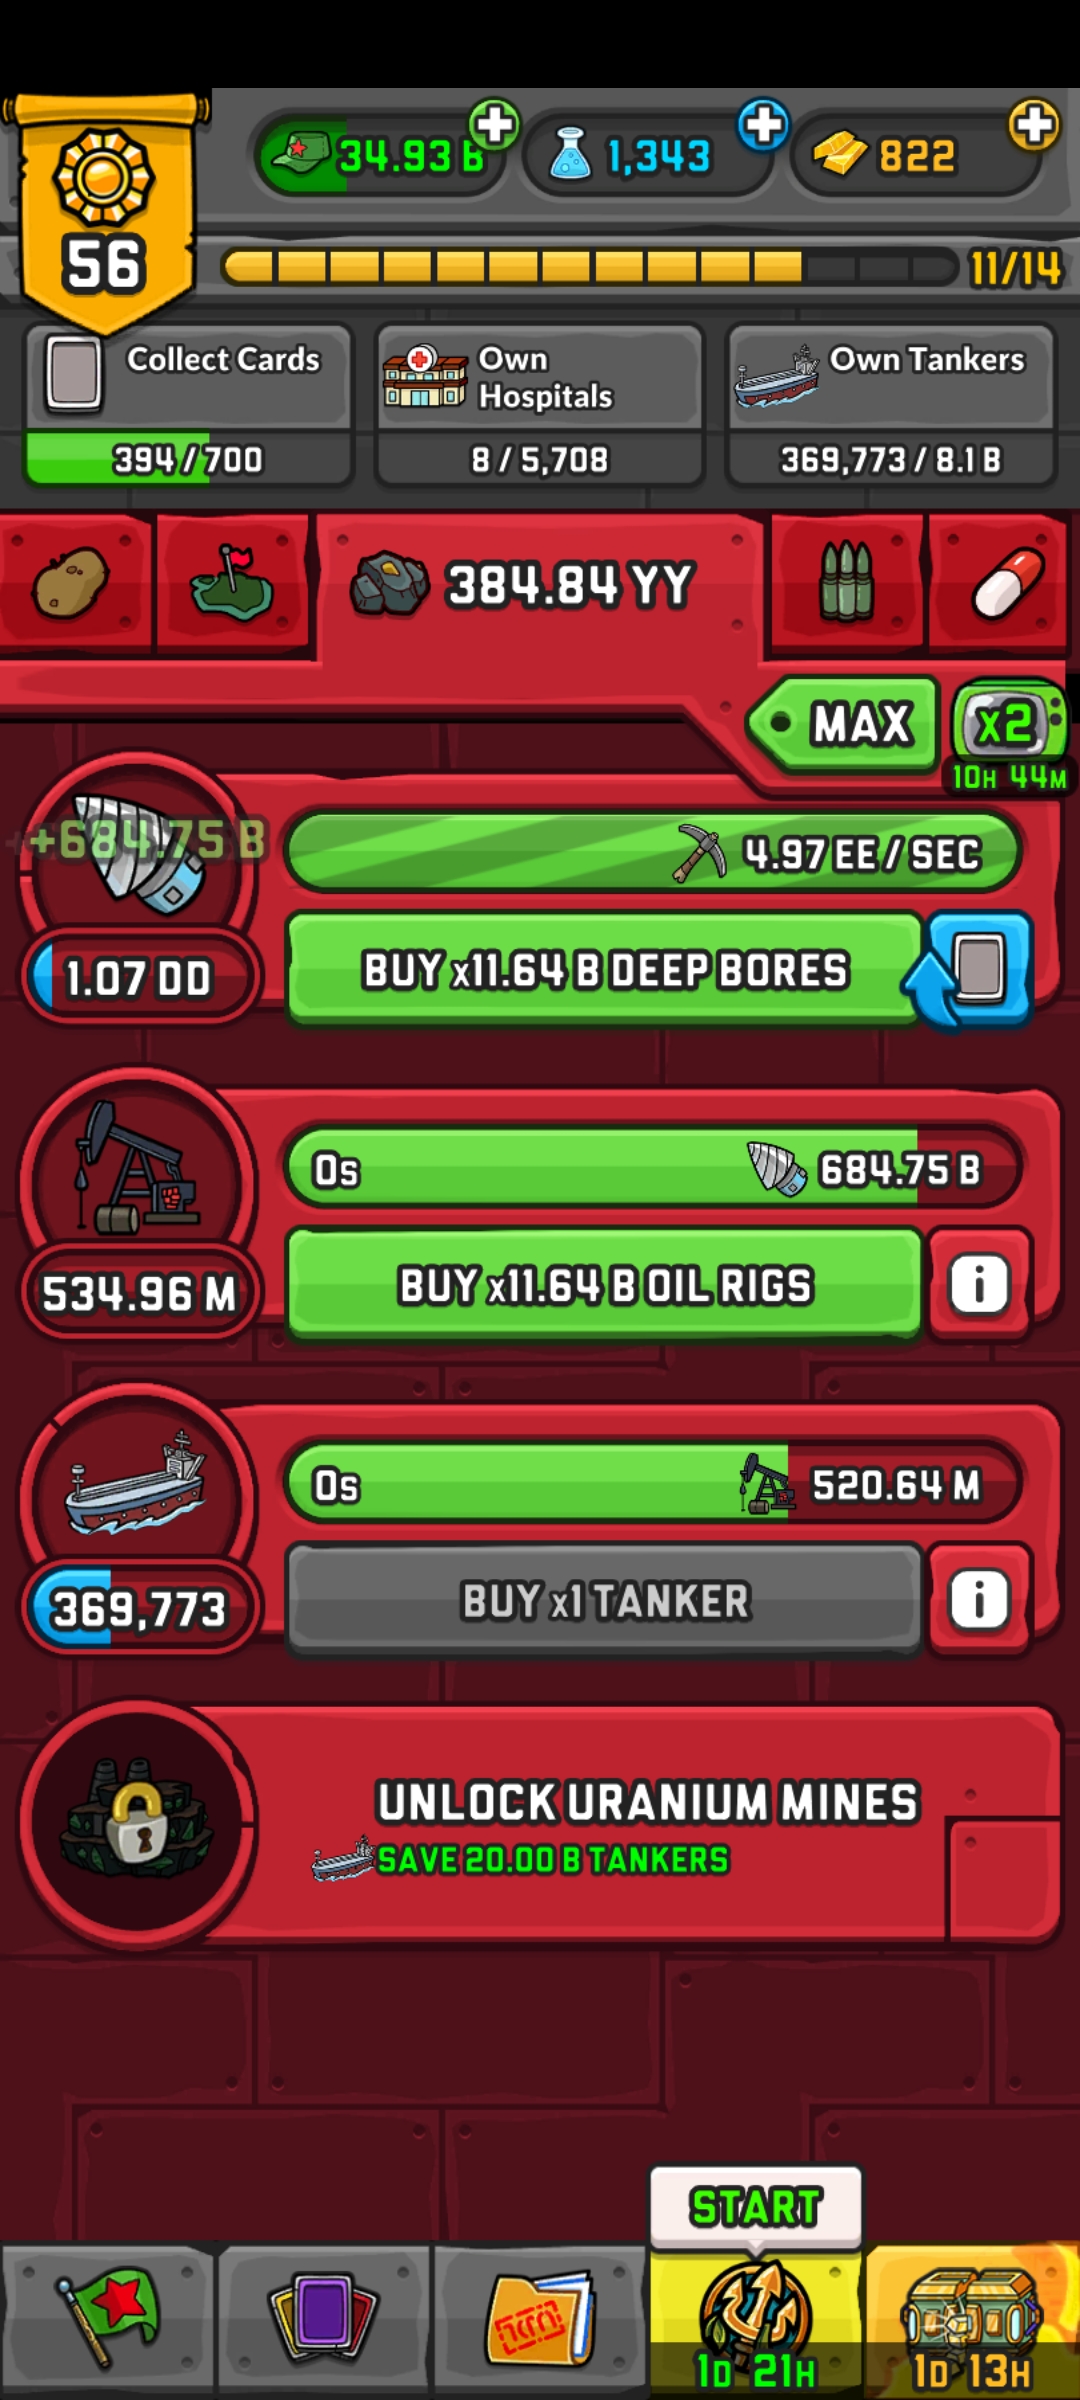 34.93 B
1,343
822
56
11/14
Collect Cards
394/700
Own
Hospitals
8/5,708
Own Tankers
369,773/8.1 B
384.84 YY
MAX
x2
10H 44M
+684.75 B
4.97 EE/SEC
1.07 DD
BUY x11.64 B DEEP BORES
0s
684.75 B
534.96 M
BUY x11.64 B OIL RIGS
i
0s
520.64 M
369,773
BUY x1 TANKER
i
UNLOCK URANIUM MINES
SAVE 20.00 B TANKERS
START
1D 21H
1D 13H